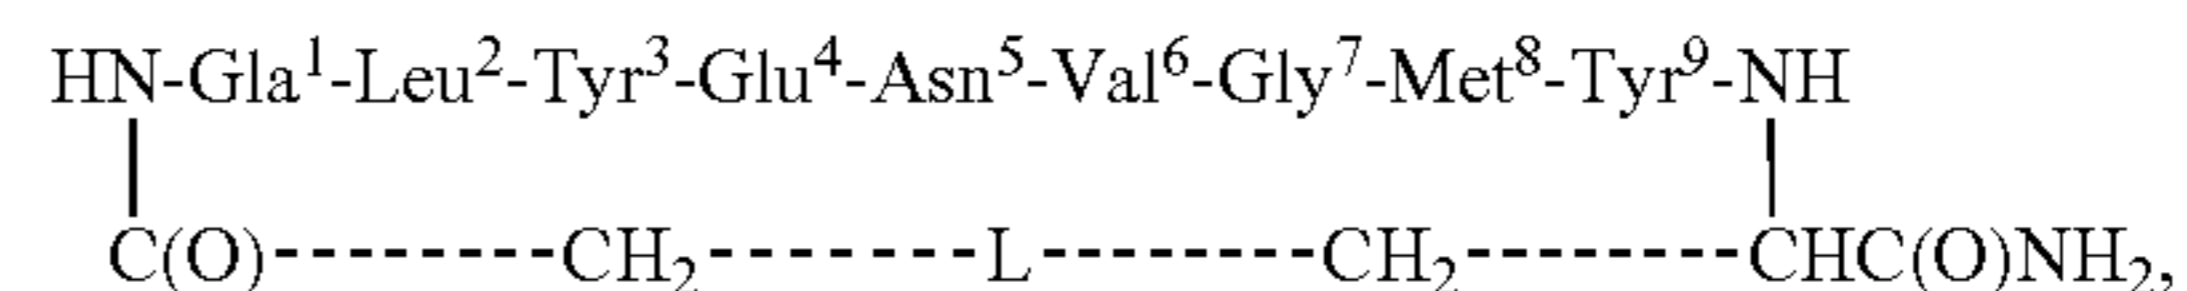 HN-Gla¹-Leu²-Tyr³-Glu⁴-Asn⁵-Val⁶-Gly⁷-Met⁸-Tyr⁹-NH
C(O)---------CH₂--------L--------CH₂---------CHC(O)NH₂,